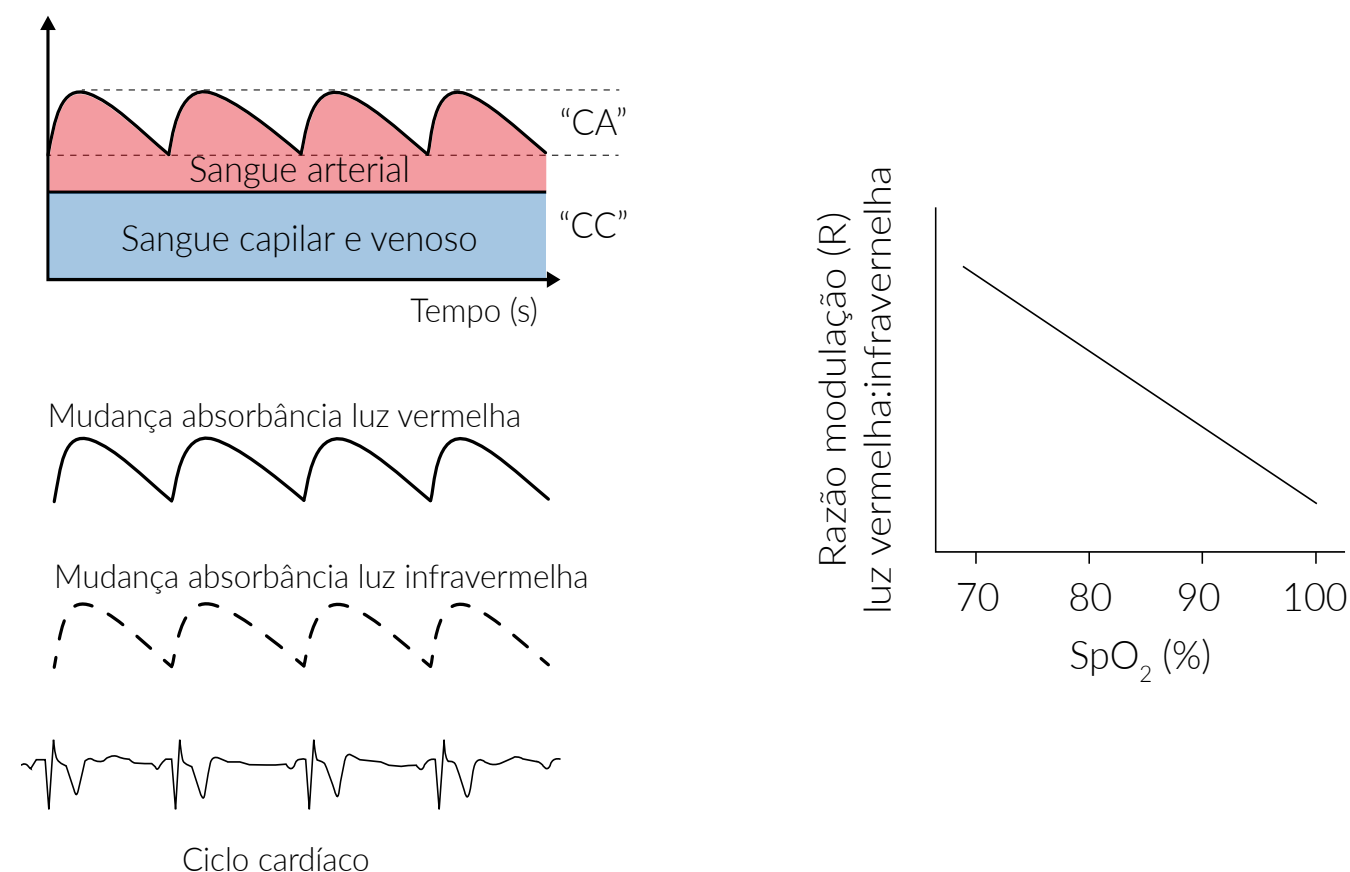 “CA”
Sangue arterial
“CC”
Sangue capilar e venoso
Tempo (s)
Mudança absorbância luz vermelha
Mudança absorbância luz infravermelha
Ciclo cardíaco
Razão modulação (R)
luz vermelha:infravernelha
70 80 90 100
SpO₂ (%)